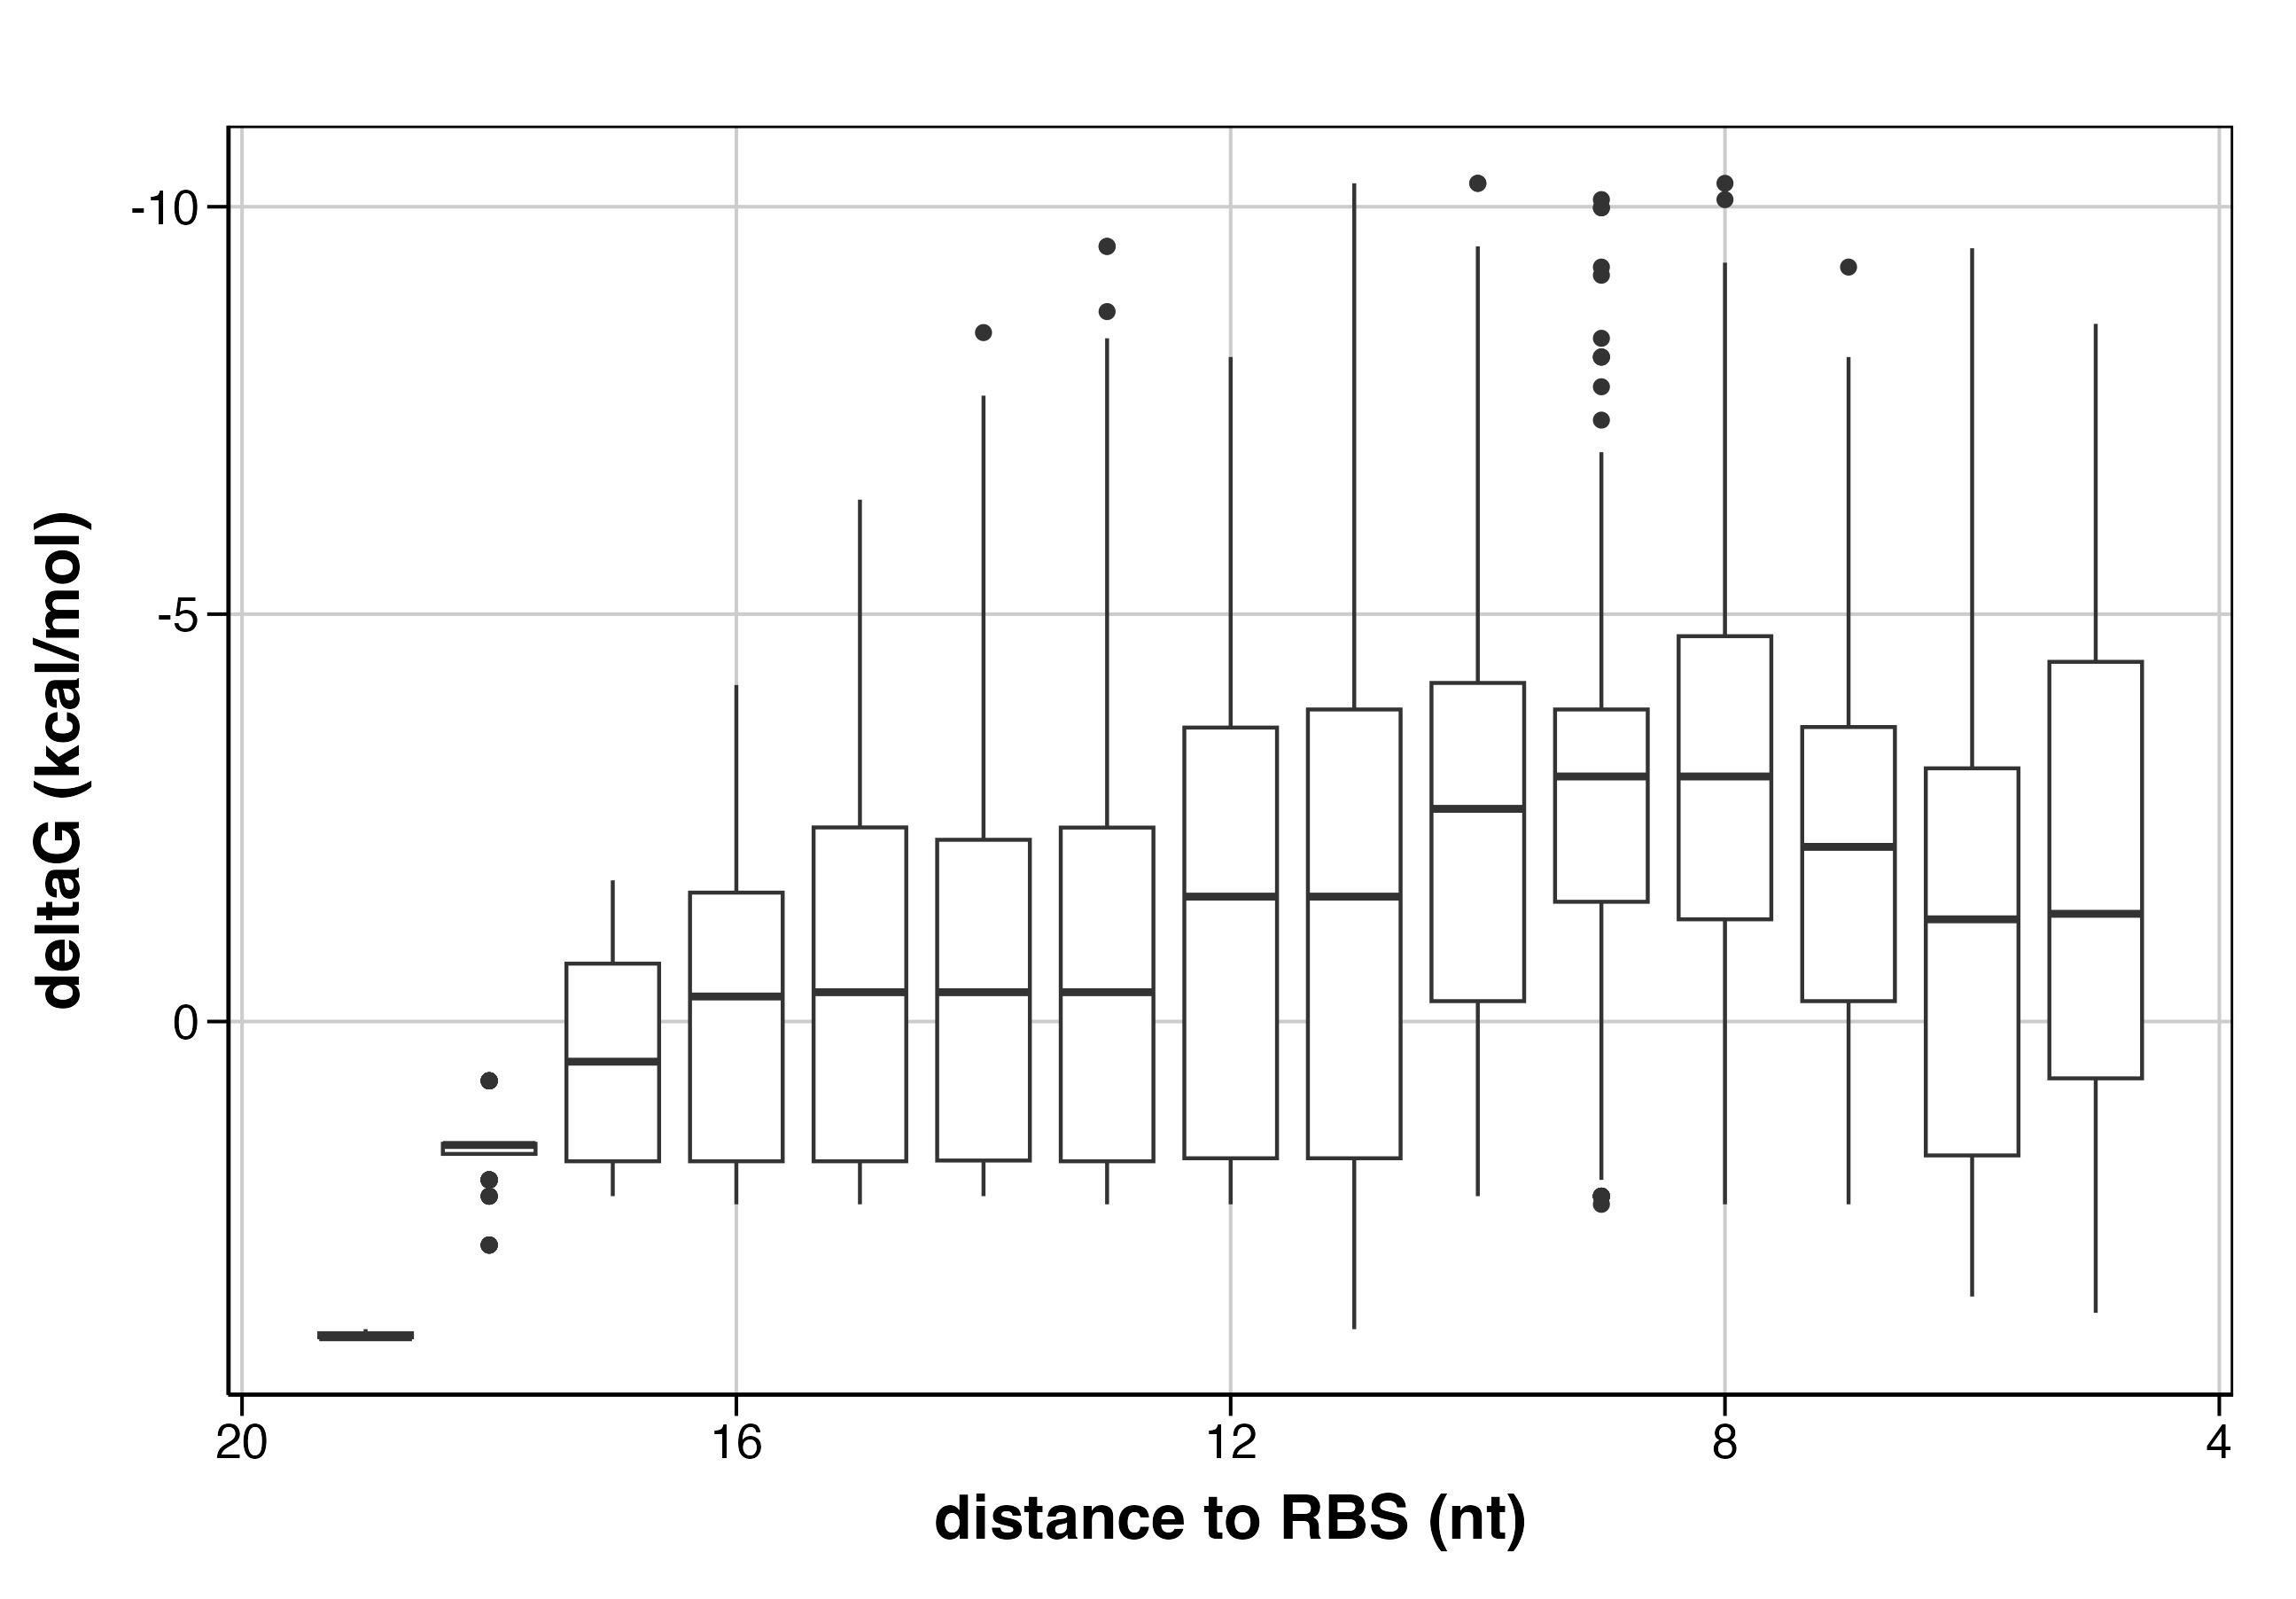 deltaG (kcal/mol)
-10
-5
0
20 16 12 8 4
distance to RBS (nt)